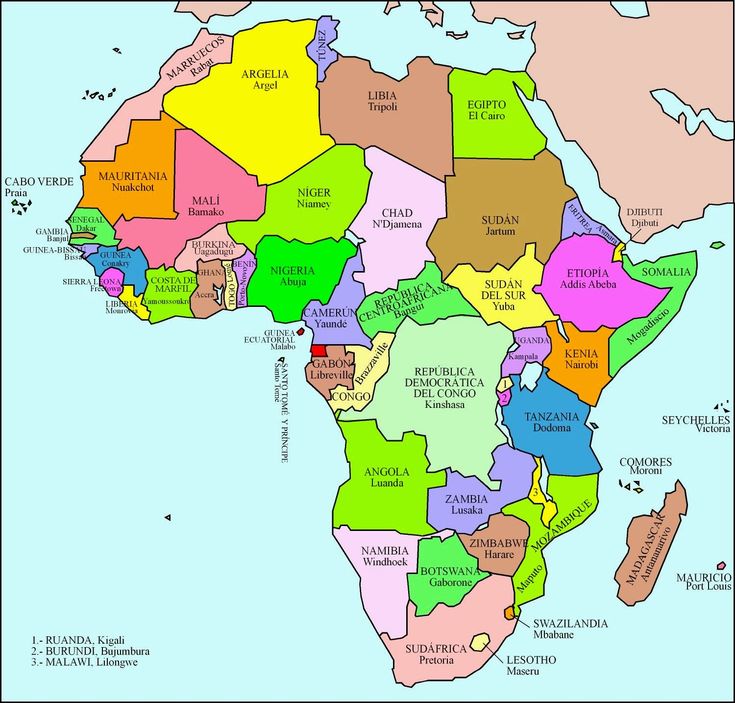 MARRUECOS
Rabat
ARGELIA
Argel
TÚNEZ
LIBIA
Trípoli
EGIPTO
El Cairo
CABO VERDE
Praia
MAURITANIA
Nuakchot
MALÍ
Bamako
NÍGER
Niamey
CHAD
N'Djamena
SUDÁN
Jartum
ERITREA
Asmara
DJIBUTI
Djibuti
SENEGAL
Dakar
GAMBIA
Banjul
GUINEA-BISSAU
Bissau
GUINEA
Conakry
SIERRA LEONA
Freetown
LIBERIA
Monrovia
COSTA DE
MARFIL
Yamoussoukro
BURKINA
Uagadugu
GHANA
Accra
TOGO Lomé
BENIN
Porto-Novo
NIGERIA
Abuja
CAMERÚN
Yaundé
REPÚBLICA
CENTROAFRICANA
Bangui
SUDÁN
DEL SUR
Yuba
ETIOPÍA
Addis Abeba
SOMALIA
Mogadiscio
GUINEA
ECUATORIAL
Malabo
SANTO TOMÉ Y PRÍNCIPE
Santo Tomé
GABÓN
Libreville
CONGO
Brazzaville
REPÚBLICA
DEMOCRÁTICA
DEL CONGO
Kinshasa
UGANDA
Kampala
KENIA
Nairobi
1
2
TANZANIA
Dodoma
SEYCHELLES
Victoria
COMORES
Moroni
ANGOLA
Luanda
ZAMBIA
Lusaka
3
MOZAMBIQUE
Maputo
MADAGASCAR
Antananarivo
NAMIBIA
Windhoek
ZIMBABWE
Harare
BOTSWANA
Gaborone
MAURICIO
Port Louis
SWAZILANDIA
Mbabane
SUDÁFRICA
Pretoria
LESOTHO
Maseru
1.- RUANDA, Kigali
2.- BURUNDI, Bujumbura
3.- MALAWI, Lilongwe